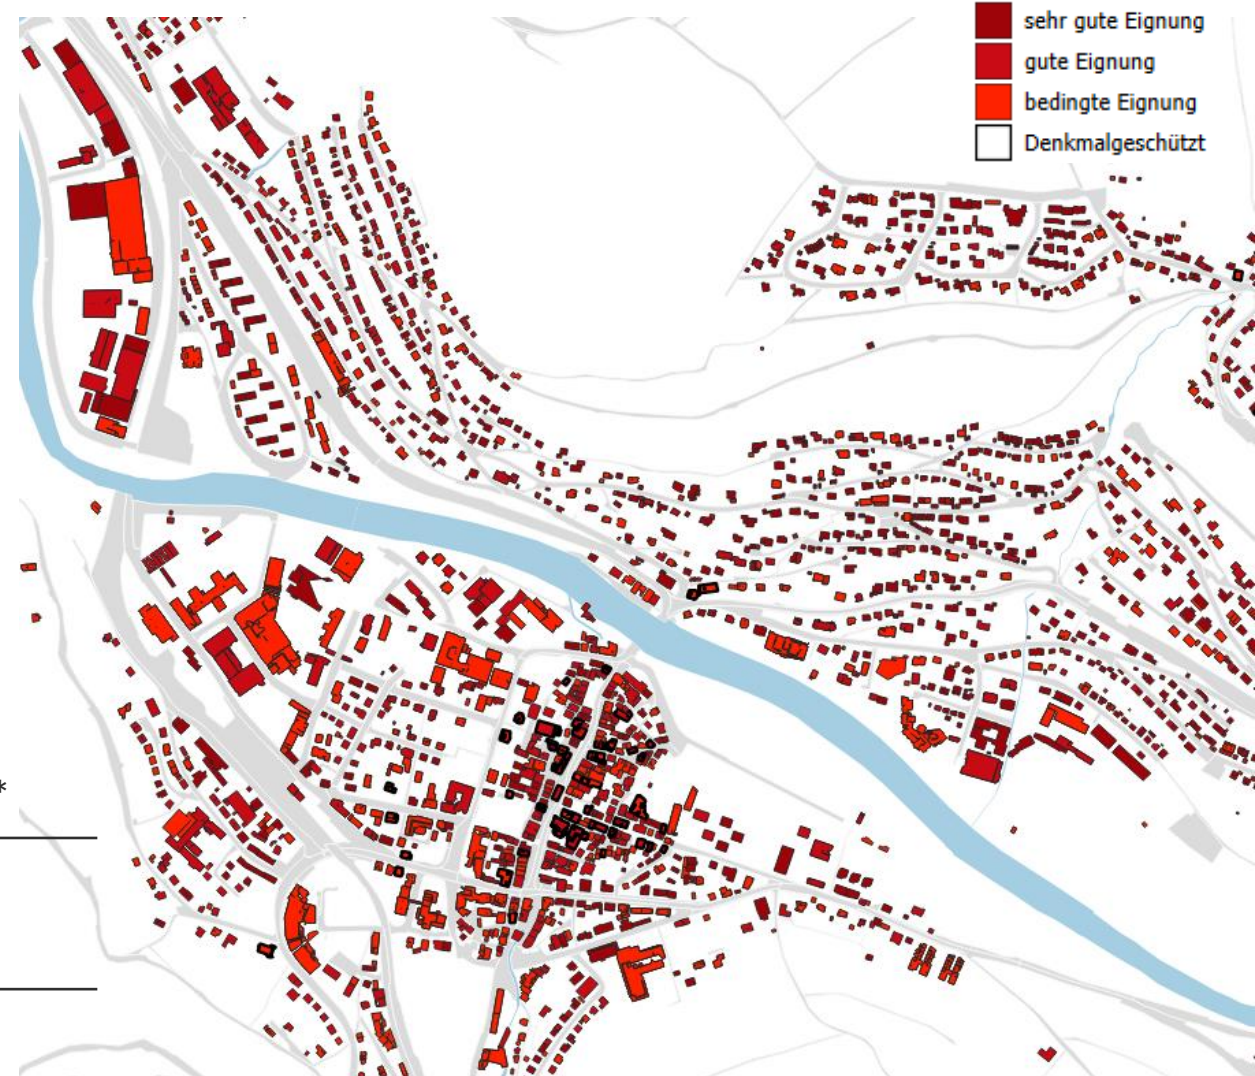 sehr gute Eignung
gute Eignung
bedingte Eignung
Denkmalgeschützt
*